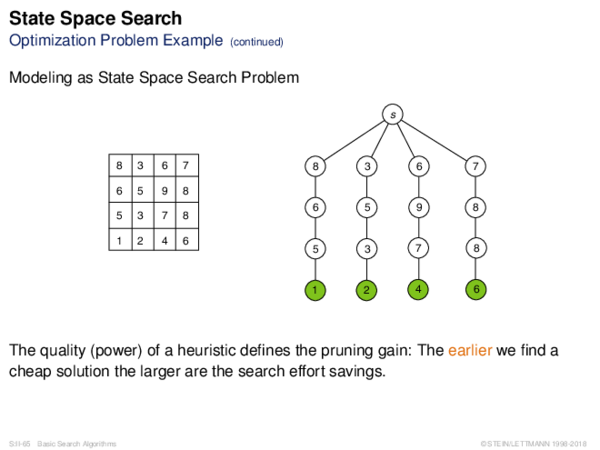 State Space Search
Optimization Problem Example (continued)
Modeling as State Space Search Problem
s
8 3 6 7
8 3 6 7
6 5 9 8
6 5 9 8
5 3 7 8
5 3 7 8
1 2 4 6
1 2 4 6
The quality (power) of a heuristic defines the pruning gain: The earlier we find a
cheap solution the larger are the search effort savings.
S:II-65 Basic Search Algorithms
©STEIN/LETTMANN 1998-2018